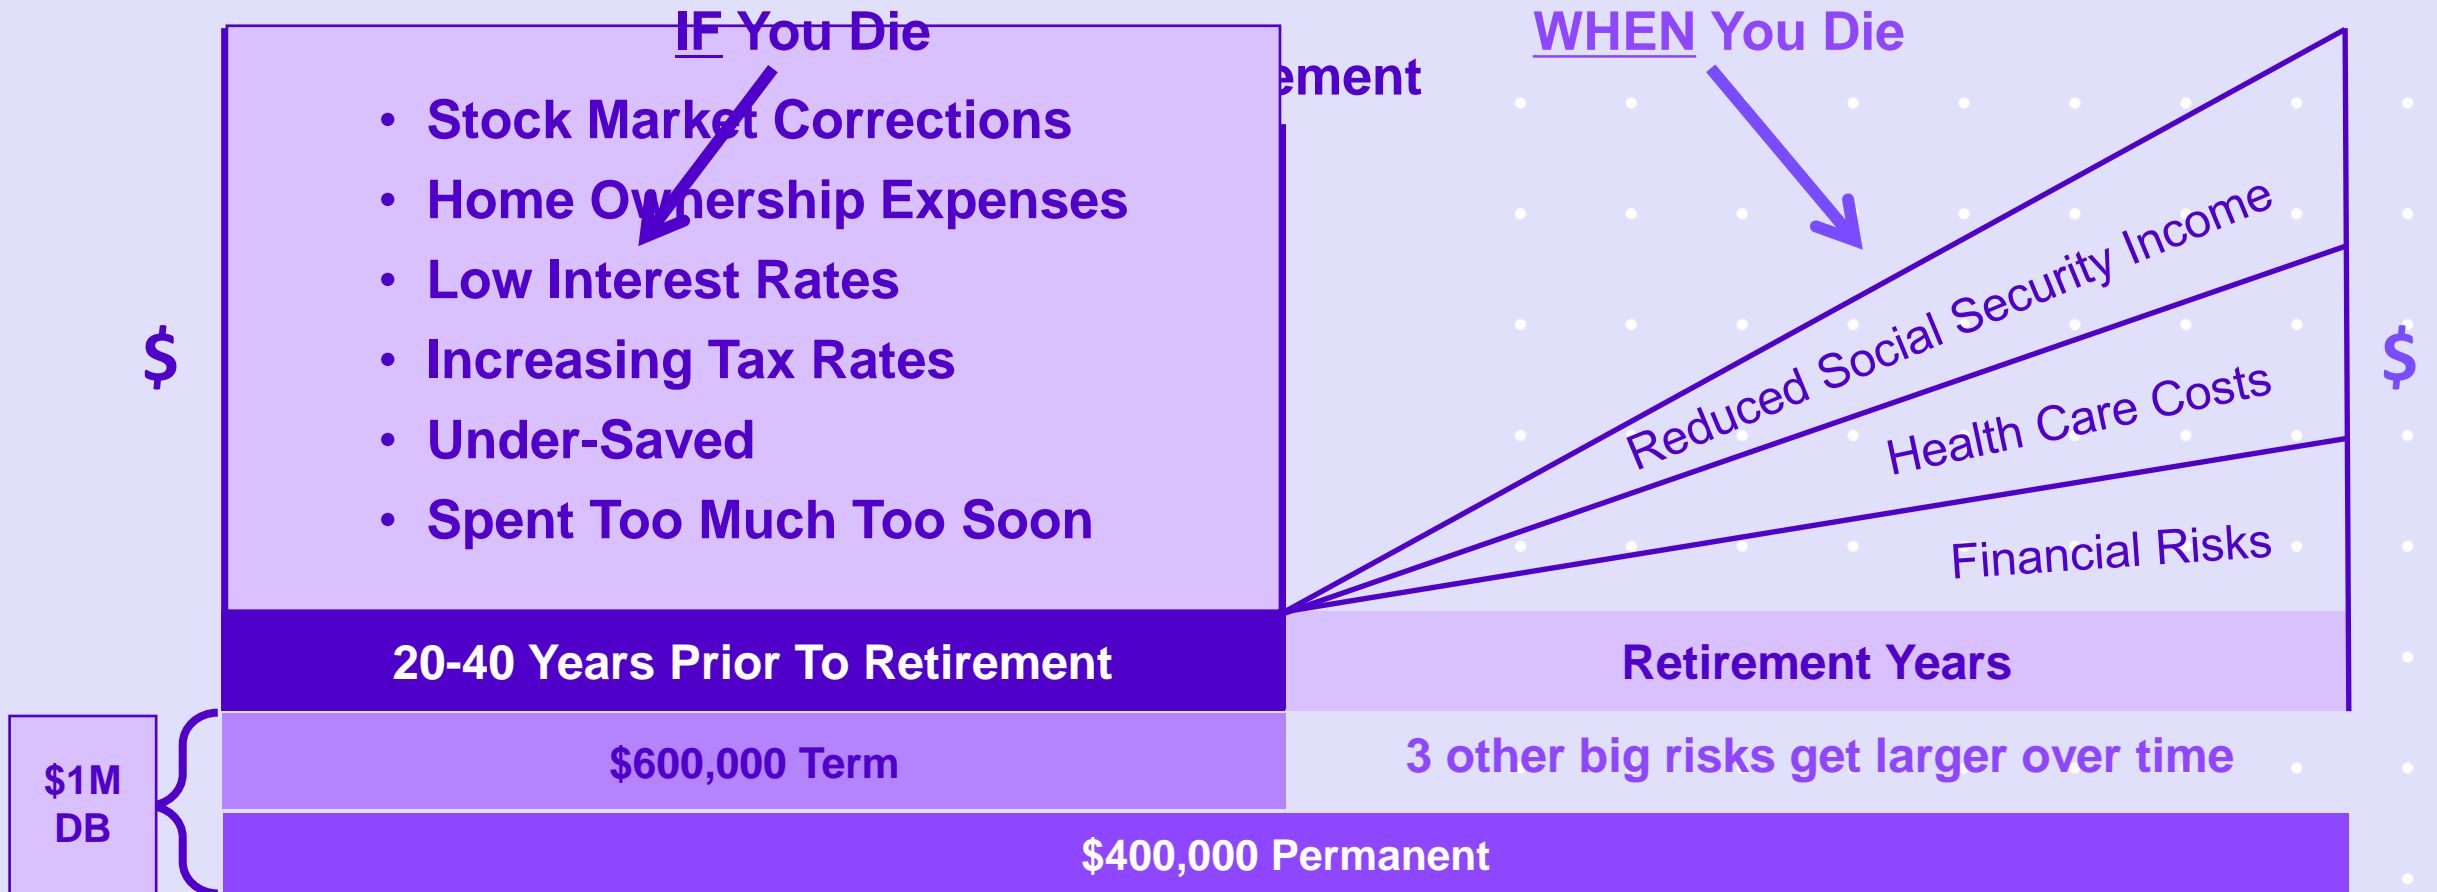 IF You Die
WHEN You Die
ement
• Stock Market Corrections
• Home Ownership Expenses
• Low Interest Rates
• Increasing Tax Rates
• Under-Saved
• Spent Too Much Too Soon
$
$
Reduced Social Security Income
Health Care Costs
Financial Risks
20-40 Years Prior To Retirement
Retirement Years
$600,000 Term
3 other big risks get larger over time
$1M
DB
$400,000 Permanent